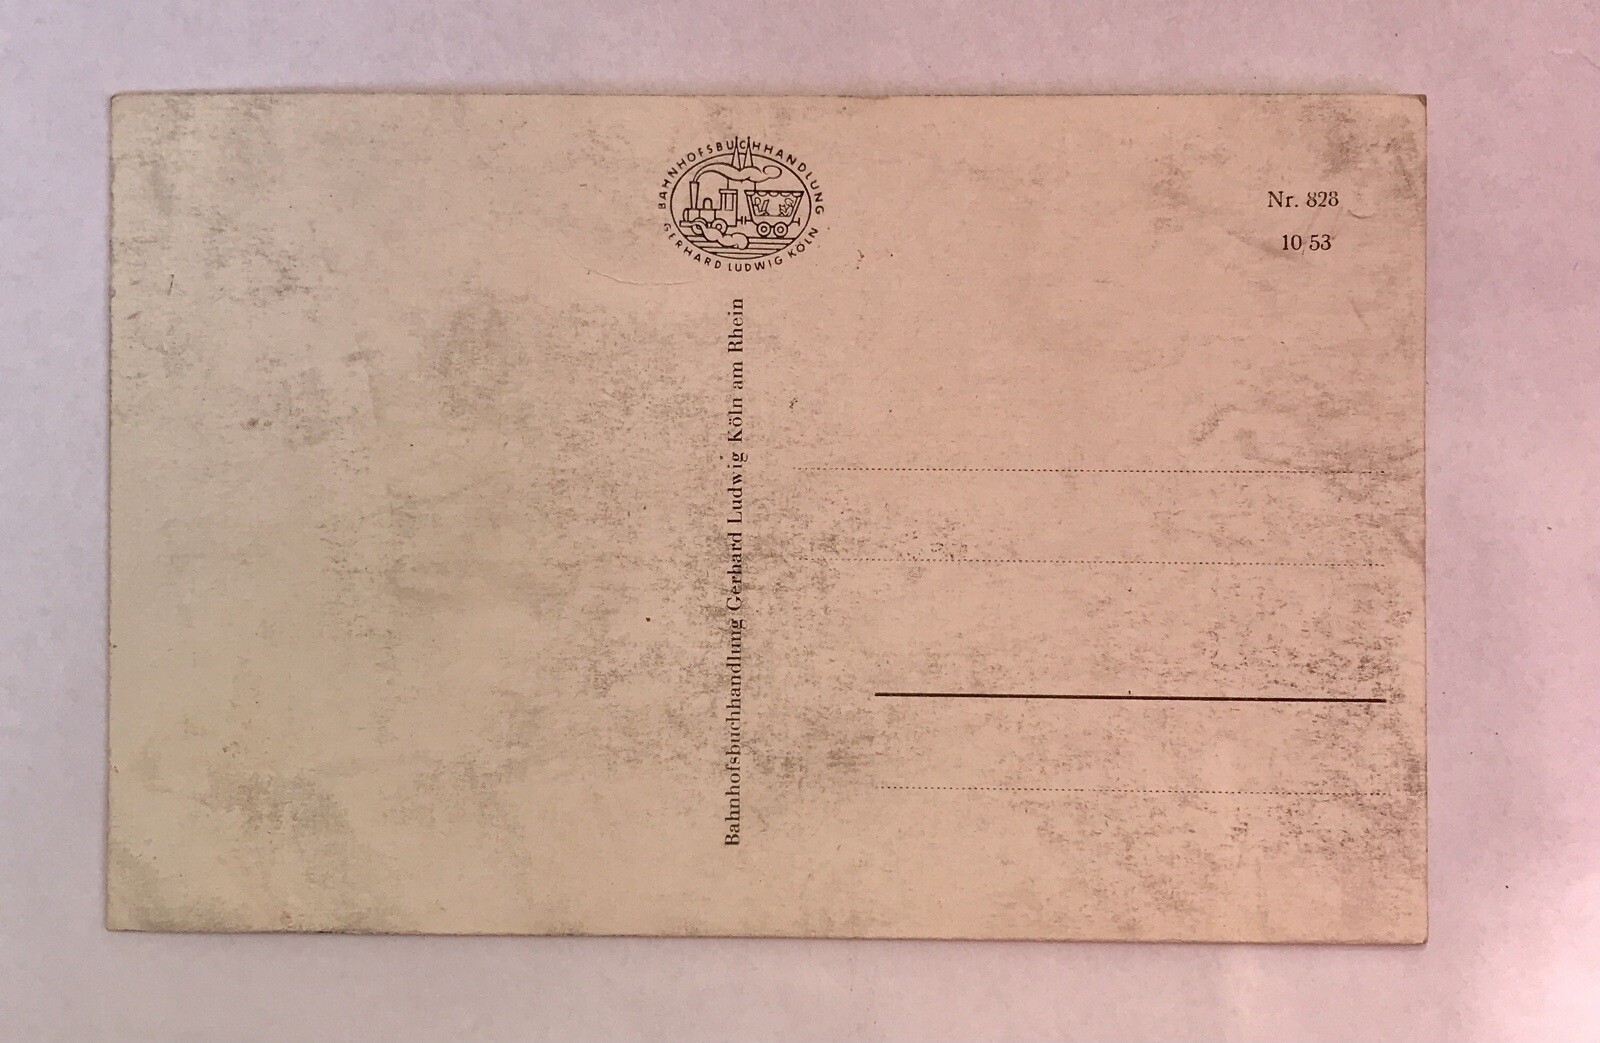 BAHNHOFSBUCHHANDLUNG
GERHARD LUDWIG KÖLN
Nr. 828
10/53
Bahnhofsbuchhandlung Gerhard Ludwig Köln am Rhein